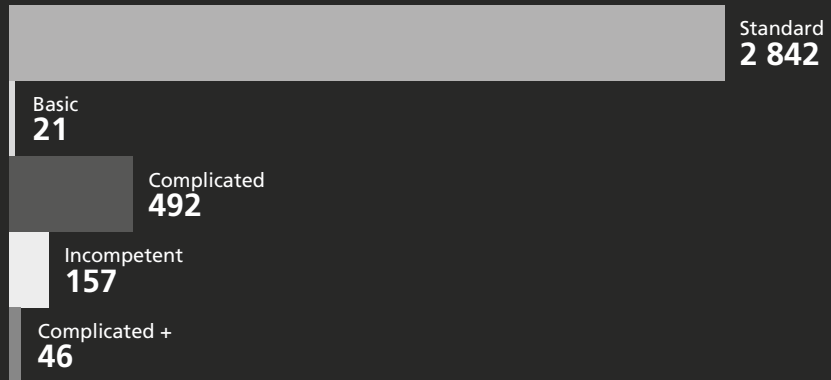 Standard
2 842
Basic
21
Complicated
492
Incompetent
157
Complicated +
46